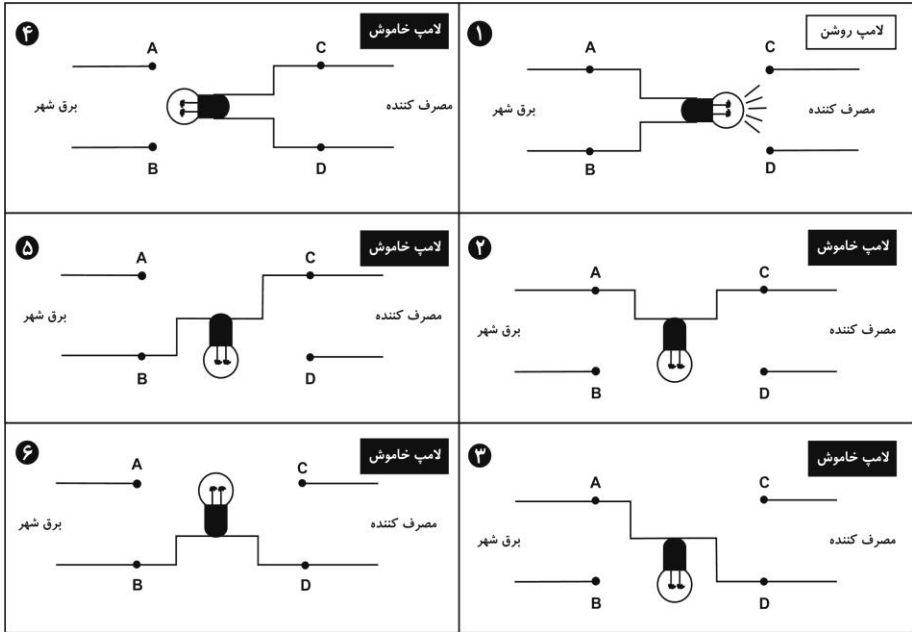 ۱
لامپ روشن
A
C
برق شهر
مصرف کننده
B
D
۲
لامپ خاموش
A
C
برق شهر
مصرف کننده
B
D
۳
لامپ خاموش
A
C
برق شهر
مصرف کننده
B
D
۴
لامپ خاموش
A
C
برق شهر
مصرف کننده
B
D
۵
لامپ خاموش
A
C
برق شهر
مصرف کننده
B
D
۶
لامپ خاموش
A
C
برق شهر
مصرف کننده
B
D